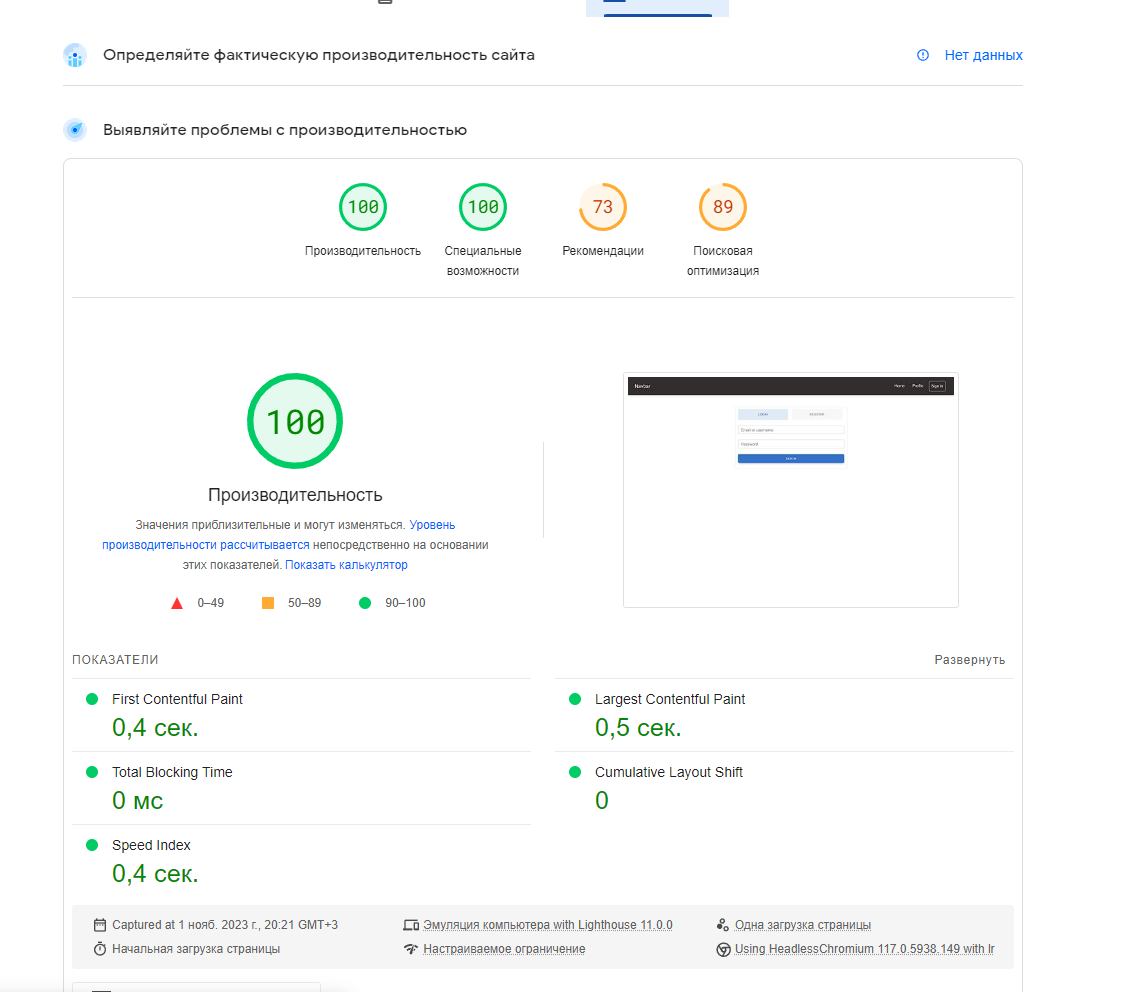 Определяйте фактическую производительность сайта
Нет данных
Выявляйте проблемы с производительностью
100
100
73
89
Производительность
Специальные
возможности
Рекомендации
Поисковая
оптимизация
100
Производительность
Значения приблизительные и могут изменяться. Уровень
производительности рассчитывается непосредственно на основании
этих показателей. Показать калькулятор
0–49
50–89
90–100
Navbar
Home
Profile
Sign In
LOGIN
REGISTER
Email or username
Password
SIGN IN
ПОКАЗАТЕЛИ
Развернуть
First Contentful Paint
0,4 сек.
Largest Contentful Paint
0,5 сек.
Total Blocking Time
0 мс
Cumulative Layout Shift
0
Speed Index
0,4 сек.
Captured at 1 нояб. 2023 г., 20:21 GMT+3
Эмуляция компьютера with Lighthouse 11.0.0
Одна загрузка страницы
Начальная загрузка страницы
Настраиваемое ограничение
Using HeadlessChromium 117.0.5938.149 with lr